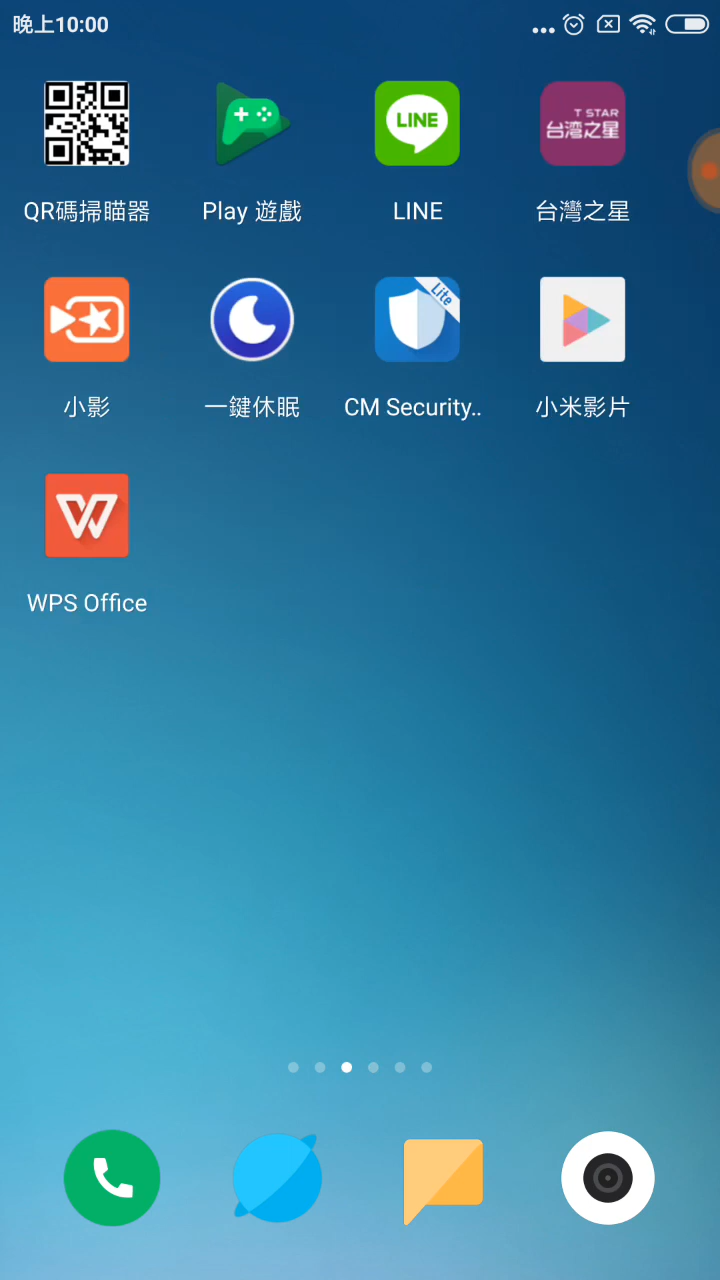 晚上10:00
LINE
T STAR
台灣之星
QR碼掃瞄器
Play 遊戲
LINE
台灣之星
Lite
小影
一鍵休眠
CM Security..
小米影片
W
WPS Office